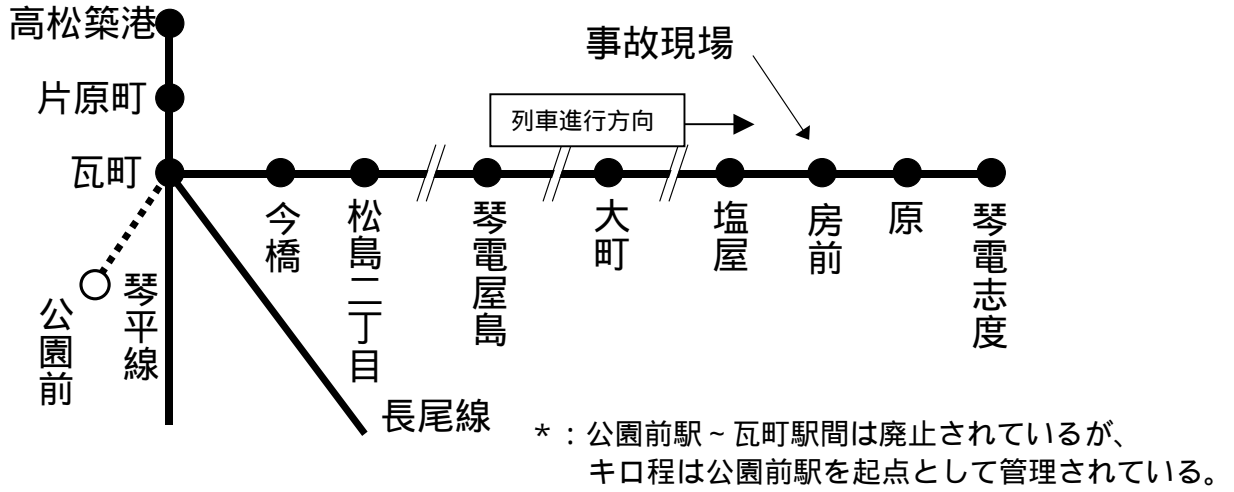 高松築港
片原町
瓦町
公園前
琴平線
長尾線
事故現場
列車進行方向
今橋
松島二丁目
琴電屋島
大町
塩屋
房前
原
琴電志度
*：公園前駅~瓦町駅間は廃止されているが、
キロ程は公園前駅を起点として管理されている。